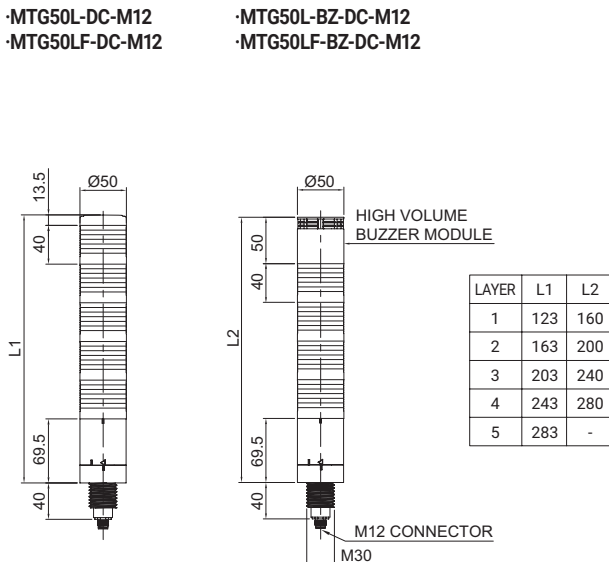 ·MTG50L-DC-M12
·MTG50LF-DC-M12
·MTG50L-BZ-DC-M12
·MTG50LF-BZ-DC-M12
Ø50
13.5
40
L1
69.5
40
Ø50
50
40
L2
69.5
40
HIGH VOLUME
BUZZER MODULE
M12 CONNECTOR
M30
LAYER L1 L2
1 123 160
2 163 200
3 203 240
4 243 280
5 283 -